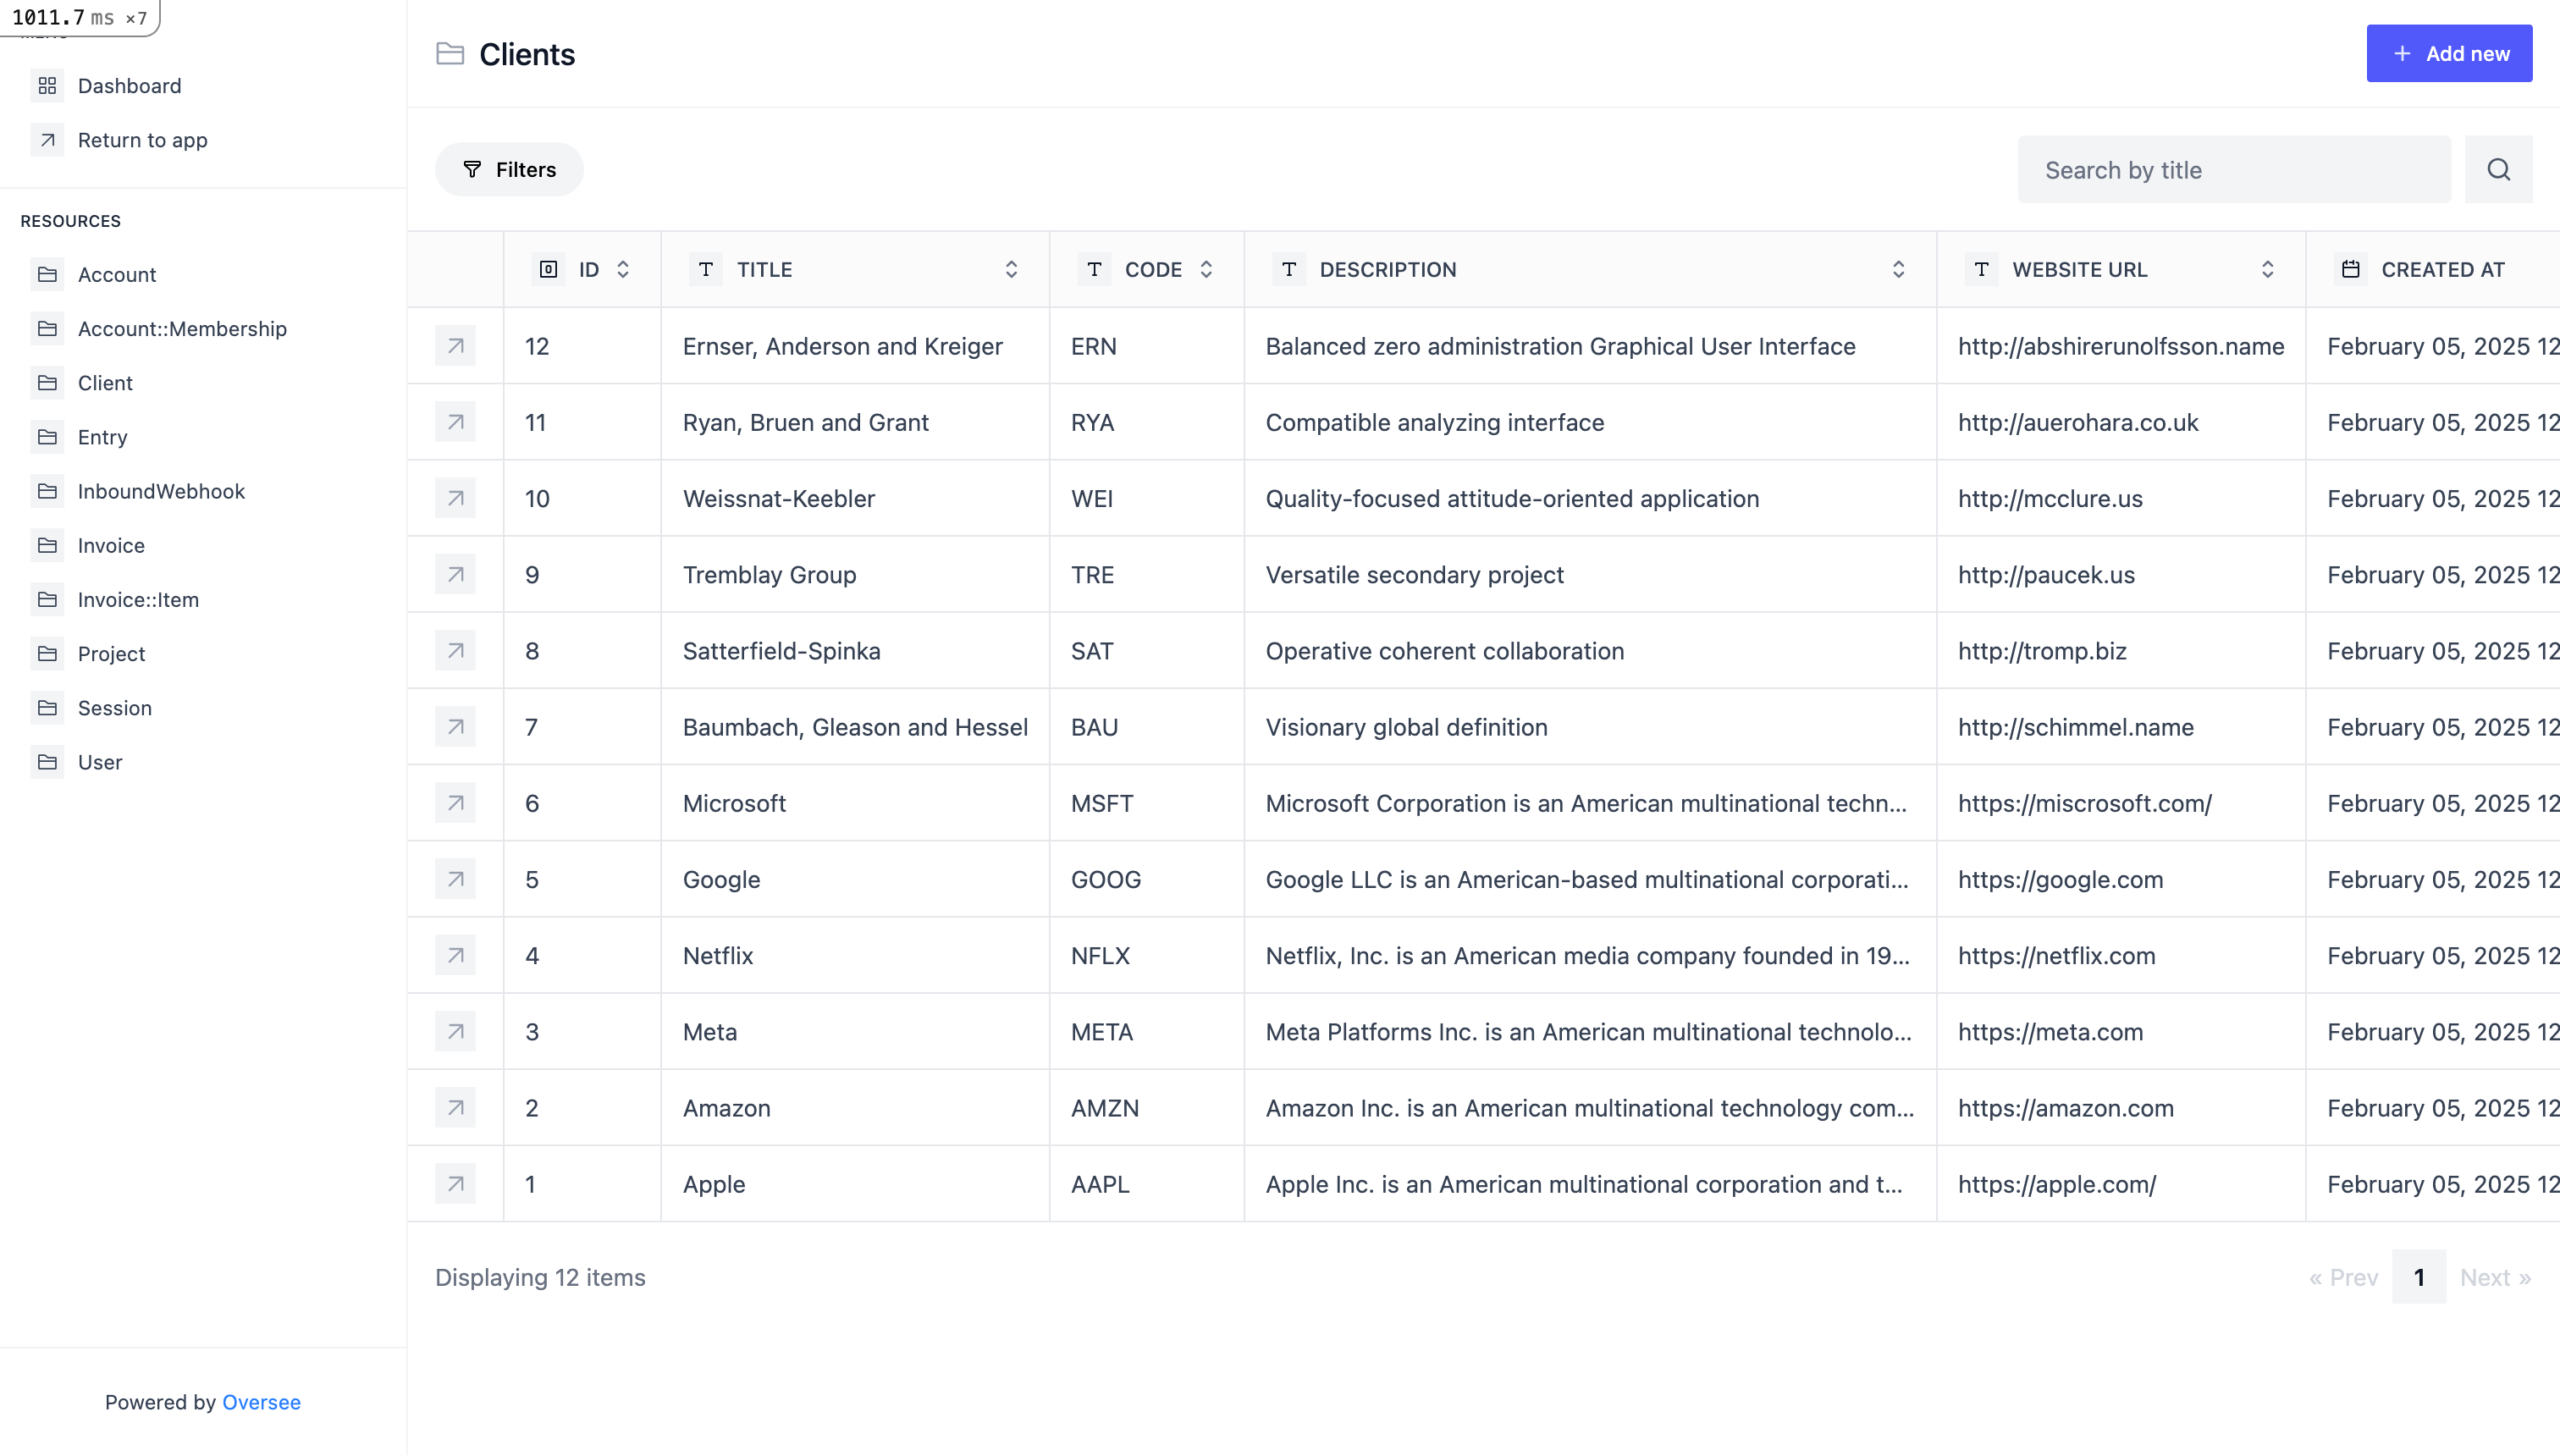 1011.7 ms ×7
Dashboard
Return to app
RESOURCES
Account
Account::Membership
Client
Entry
InboundWebhook
Invoice
Invoice::Item
Project
Session
User
Powered by Oversee
Clients
+ Add new
Filters
Search by title
ID TITLE CODE DESCRIPTION WEBSITE URL CREATED AT
12 Ernser, Anderson and Kreiger ERN Balanced zero administration Graphical User Interface http://abshirerunolfsson.name February 05, 2025 12
11 Ryan, Bruen and Grant RYA Compatible analyzing interface http://auerohara.co.uk February 05, 2025 12
10 Weissnat-Keebler WEI Quality-focused attitude-oriented application http://mcclure.us February 05, 2025 12
9 Tremblay Group TRE Versatile secondary project http://paucek.us February 05, 2025 12
8 Satterfield-Spinka SAT Operative coherent collaboration http://tromp.biz February 05, 2025 12
7 Baumbach, Gleason and Hessel BAU Visionary global definition http://schimmel.name February 05, 2025 12
6 Microsoft MSFT Microsoft Corporation is an American multinational techn... https://miscrosoft.com/ February 05, 2025 12
5 Google GOOG Google LLC is an American-based multinational corporati... https://google.com February 05, 2025 12
4 Netflix NFLX Netflix, Inc. is an American media company founded in 19... https://netflix.com February 05, 2025 12
3 Meta META Meta Platforms Inc. is an American multinational technolo... https://meta.com February 05, 2025 12
2 Amazon AMZN Amazon Inc. is an American multinational technology com... https://amazon.com February 05, 2025 12
1 Apple AAPL Apple Inc. is an American multinational corporation and t... https://apple.com/ February 05, 2025 12
Displaying 12 items
« Prev 1 Next »